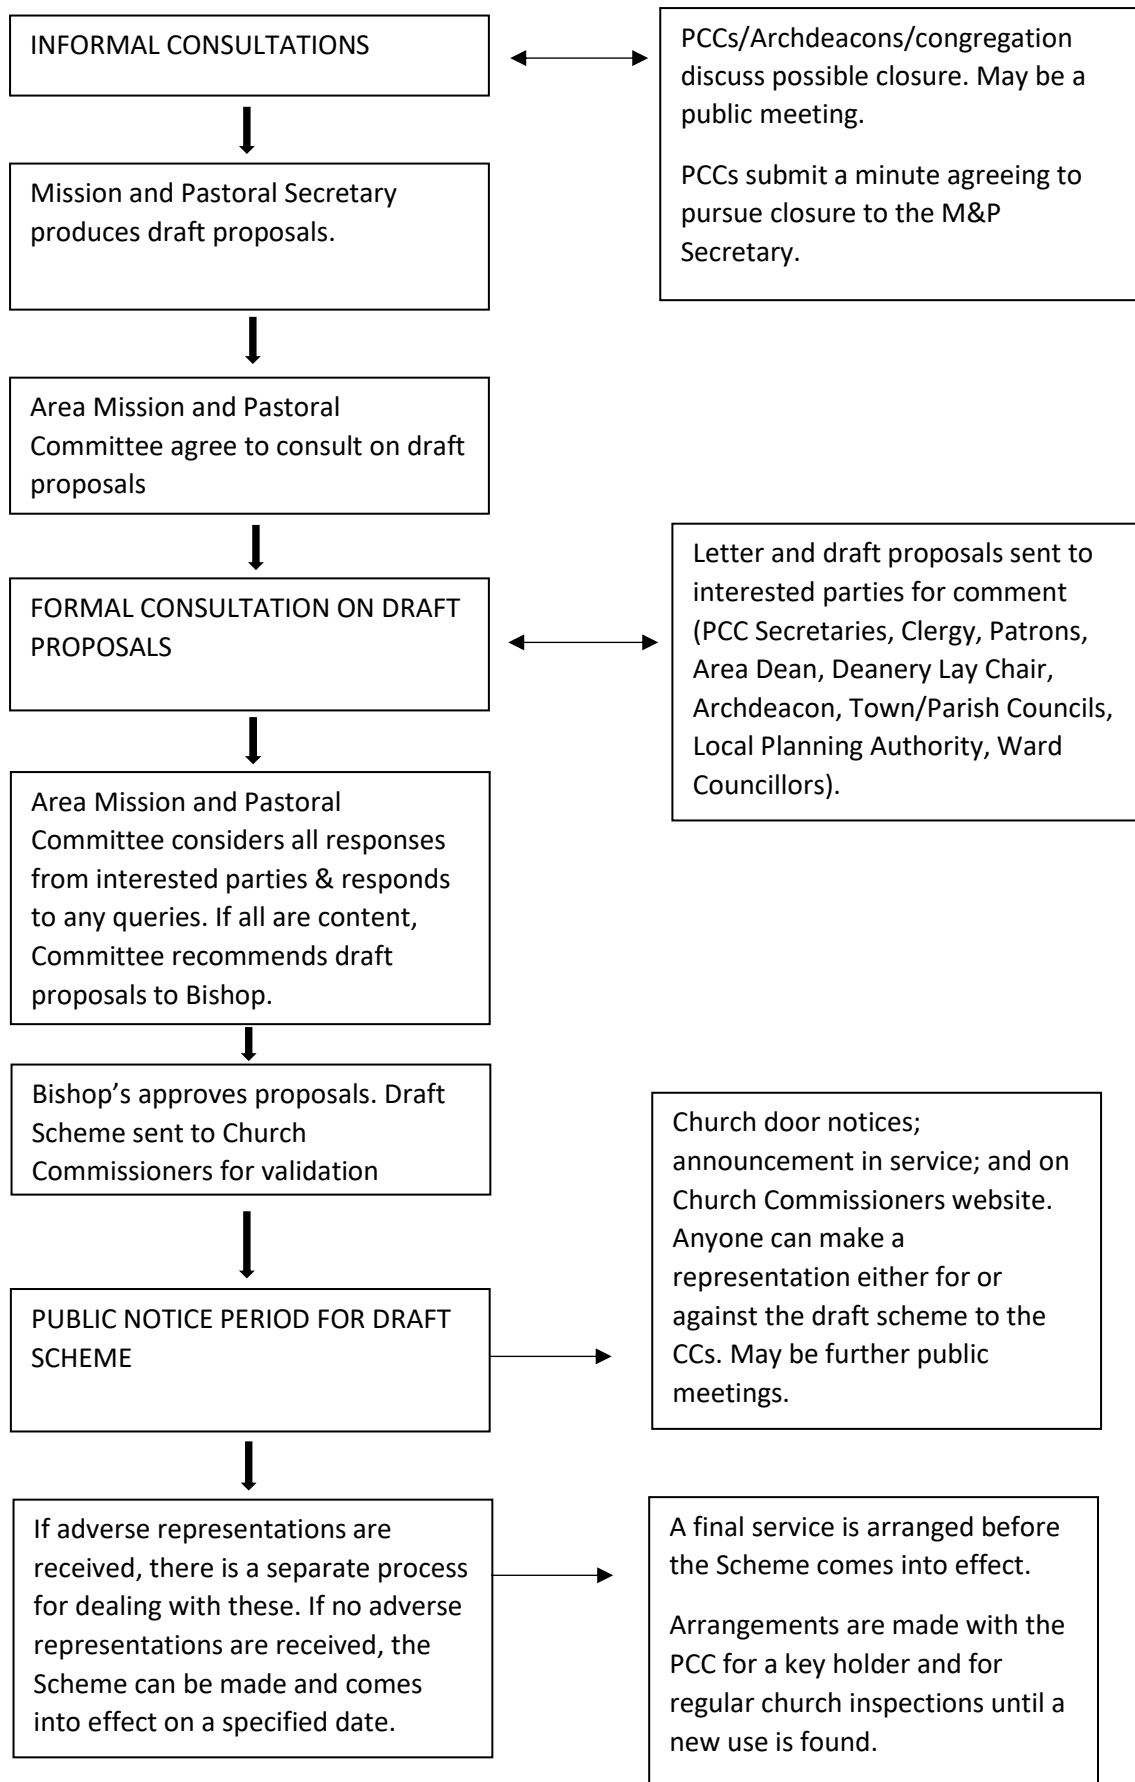 INFORMAL CONSULTATIONS
PCCs/Archdeacons/congregation
discuss possible closure. May be a
public meeting.
PCCs submit a minute agreeing to
pursue closure to the M&P
Secretary.
Mission and Pastoral Secretary
produces draft proposals.
Area Mission and Pastoral
Committee agree to consult on draft
proposals
FORMAL CONSULTATION ON DRAFT
PROPOSALS
Letter and draft proposals sent to
interested parties for comment
(PCC Secretaries, Clergy, Patrons,
Area Dean, Deanery Lay Chair,
Archdeacon, Town/Parish Councils,
Local Planning Authority, Ward
Councillors).
Area Mission and Pastoral
Committee considers all responses
from interested parties & responds
to any queries. If all are content,
Committee recommends draft
proposals to Bishop.
Bishop’s approves proposals. Draft
Scheme sent to Church
Commissioners for validation
PUBLIC NOTICE PERIOD FOR DRAFT
SCHEME
Church door notices;
announcement in service; and on
Church Commissioners website.
Anyone can make a
representation either for or
against the draft scheme to the
CCs. May be further public
meetings.
If adverse representations are
received, there is a separate process
for dealing with these. If no adverse
representations are received, the
Scheme can be made and comes
into effect on a specified date.
A final service is arranged before
the Scheme comes into effect.
Arrangements are made with the
PCC for a key holder and for
regular church inspections until a
new use is found.